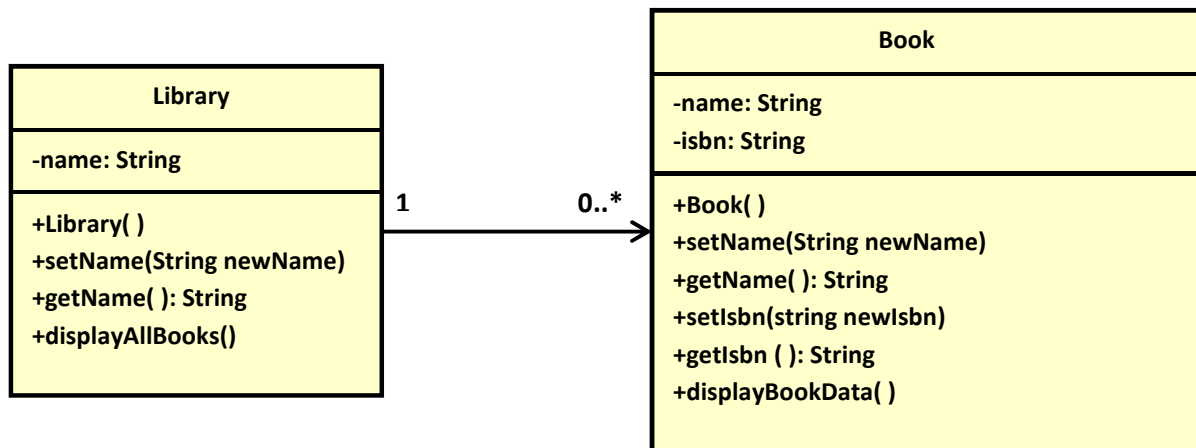 Library
-name: String
+Library( )
+setName(String newName)
+getName( ): String
+displayAllBooks()
1
0..*
Book
-name: String
-isbn: String
+Book( )
+setName(String newName)
+getName( ): String
+setIsbn(string newIsbn)
+getIsbn ( ): String
+displayBookData( )